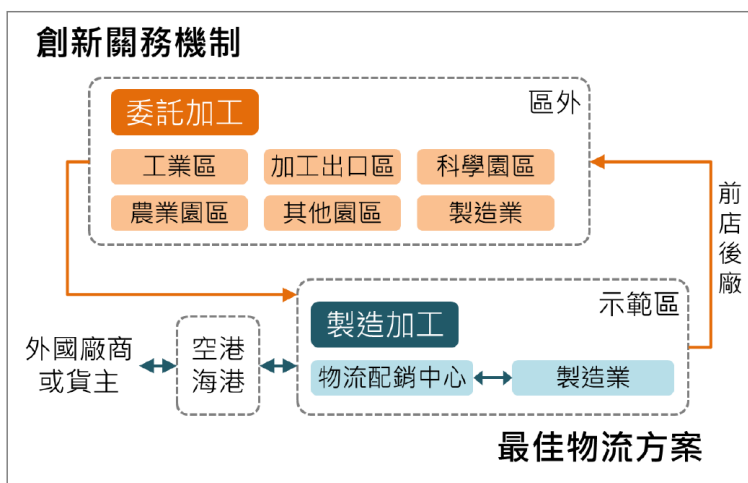 創新關務機制
區外
委託加工
工業區
加工出口區
科學園區
農業園區
其他園區
製造業
前店後廠
示範區
製造加工
外國廠商
或貨主
空港
海港
物流配銷中心
製造業
最佳物流方案